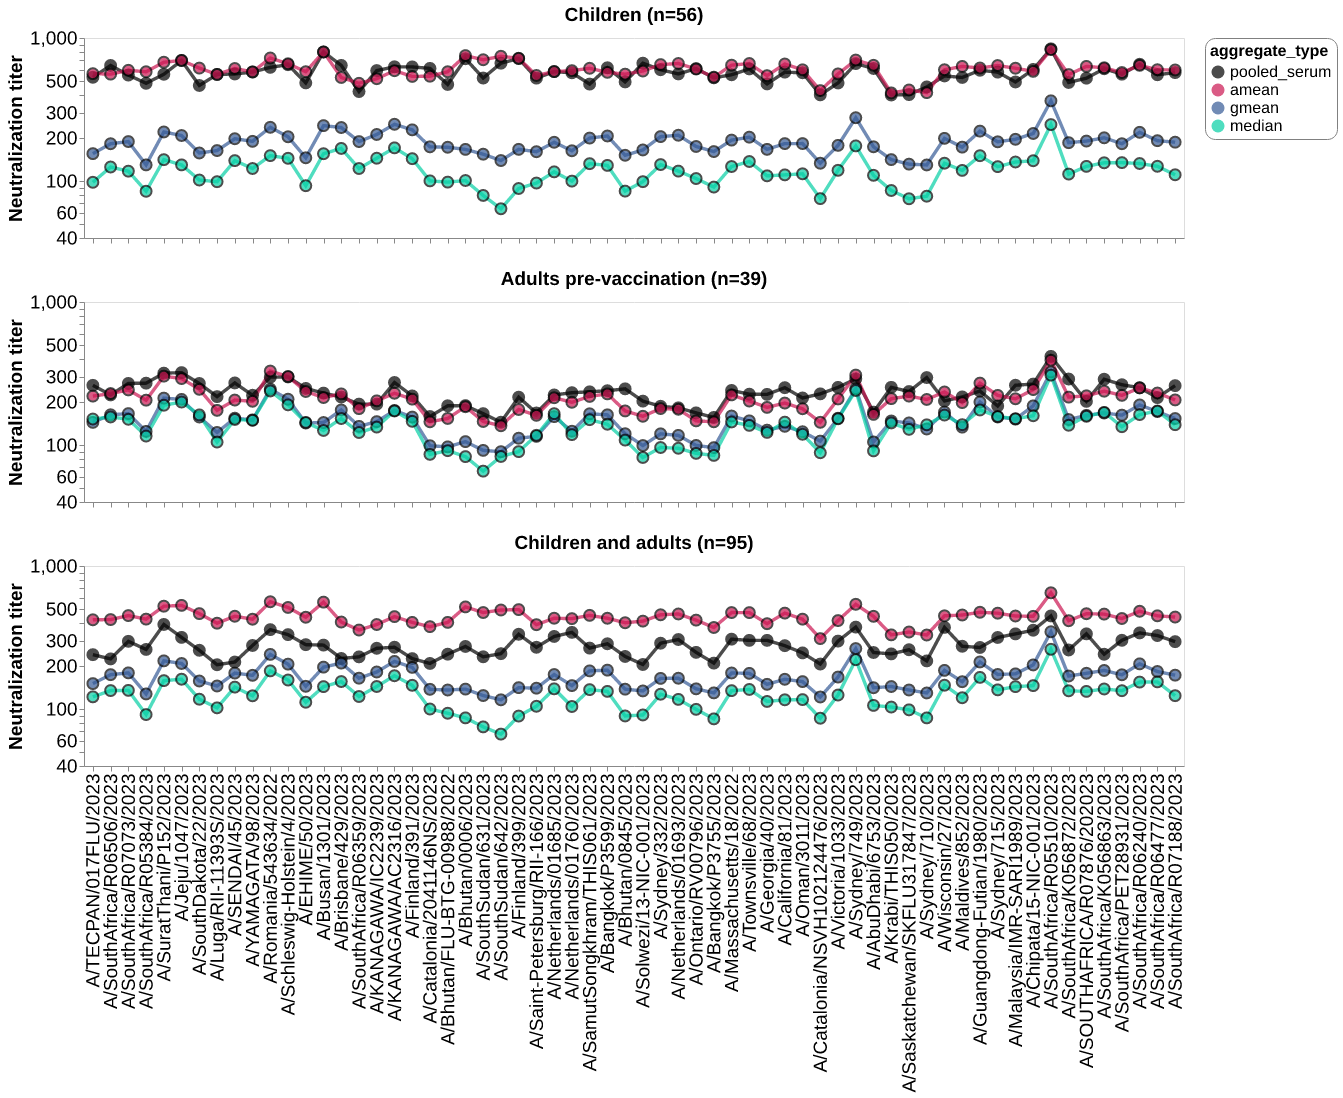 Children (n=56)
1,000
500
300
200
100
60
40
Neutralization titer
aggregate_type
pooled_serum
amean
gmean
median
Adults pre-vaccination (n=39)
1,000
500
300
200
100
60
40
Neutralization titer
Children and adults (n=95)
1,000
500
300
200
100
60
40
Neutralization titer
A/TECPAN/017FLU/2023
A/SouthAfrica/R06506/2023
A/SouthAfrica/R07073/2023
A/SouthAfrica/R05384/2023
A/SuratThani/P152/2023
A/Jeju/1047/2023
A/SouthDakota/22/2023
A/Luga/RII-11393S/2023
A/SENDAI/45/2023
A/YAMAGATA/98/2023
A/Romania/543634/2022
A/Schleswig-Holstein/4/2023
A/EHIME/50/2023
A/Busan/1301/2023
A/Brisbane/429/2023
A/SouthAfrica/R06359/2023
A/KANAGAWA/IC2239/2023
A/KANAGAWA/AC2316/2023
A/Finland/391/2023
A/Catalonia/2041146NS/2023
A/Bhutan/FLU-BTG-00988/2022
A/Bhutan/0006/2023
A/SouthSudan/631/2023
A/SouthSudan/642/2023
A/Finland/399/2023
A/Saint-Petersburg/RII-166/2023
A/Netherlands/01685/2023
A/Netherlands/01760/2023
A/SamutSongkhram/THIS061/2023
A/Bangkok/P3599/2023
A/Bhutan/0845/2023
A/Solwezi/13-NIC-001/2023
A/Sydney/332/2023
A/Netherlands/01693/2023
A/Ontario/RV00796/2023
A/Bangkok/P3755/2023
A/Massachusetts/18/2022
A/Townsville/68/2023
A/Georgia/40/2023
A/California/81/2023
A/Oman/3011/2023
A/Catalonia/NSVH102124476/2023
A/Victoria/1033/2023
A/Sydney/749/2023
A/AbuDhabi/6753/2023
A/Krabi/THIS050/2023
A/Saskatchewan/SKFLU317847/2023
A/Sydney/710/2023
A/Wisconsin/27/2023
A/Maldives/852/2023
A/Guangdong-Futian/1980/2023
A/Sydney/715/2023
A/Malaysia/IMR-SARI1989/2023
A/Chipata/15-NIC-001/2023
A/SouthAfrica/R05510/2023
A/SouthAfrica/K056872/2023
A/SOUTHAFRICA/R07876/2023
A/SouthAfrica/K056863/2023
A/SouthAfrica/PET28931/2023
A/SouthAfrica/R06240/2023
A/SouthAfrica/R06477/2023
A/SouthAfrica/R07188/2023